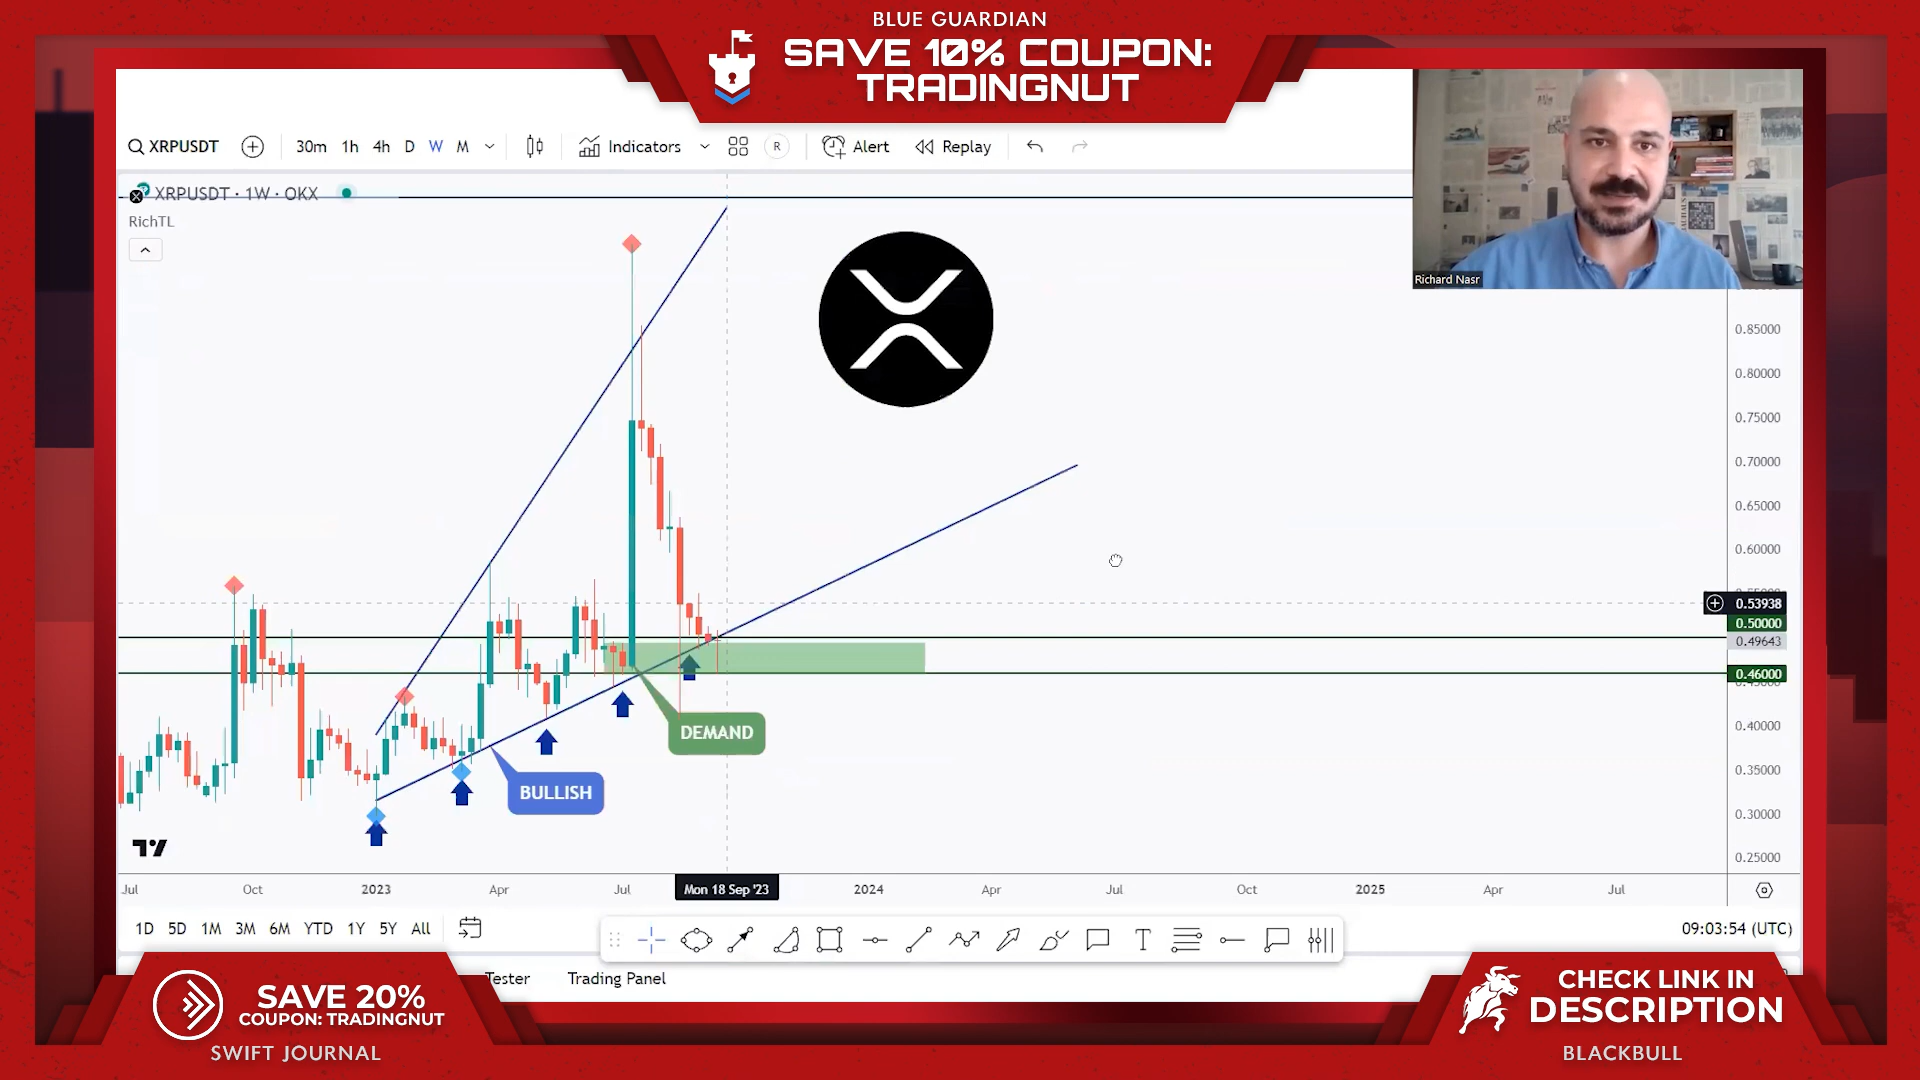 BLUE GUARDIAN
SAVE 10% COUPON:
TRADINGNUT
XRPUSDT
30m 1h 4h D W M
Indicators
R
Alert
Replay
XRPUSDT · 1W · OKX
RichTL
Richard Nasr
0.85000
0.80000
0.75000
0.70000
0.65000
0.60000
0.53938
0.50000
0.49643
0.46000
0.40000
0.35000
0.30000
0.25000
DEMAND
BULLISH
Jul Oct 2023 Apr Jul Mon 18 Sep '23 2024 Apr Jul Oct 2025 Apr Jul
1D 5D 1M 3M 6M YTD 1Y 5Y All
09:03:54 (UTC)
Tester Trading Panel
SAVE 20%
COUPON: TRADINGNUT
SWIFT JOURNAL
CHECK LINK IN
DESCRIPTION
BLACKBULL